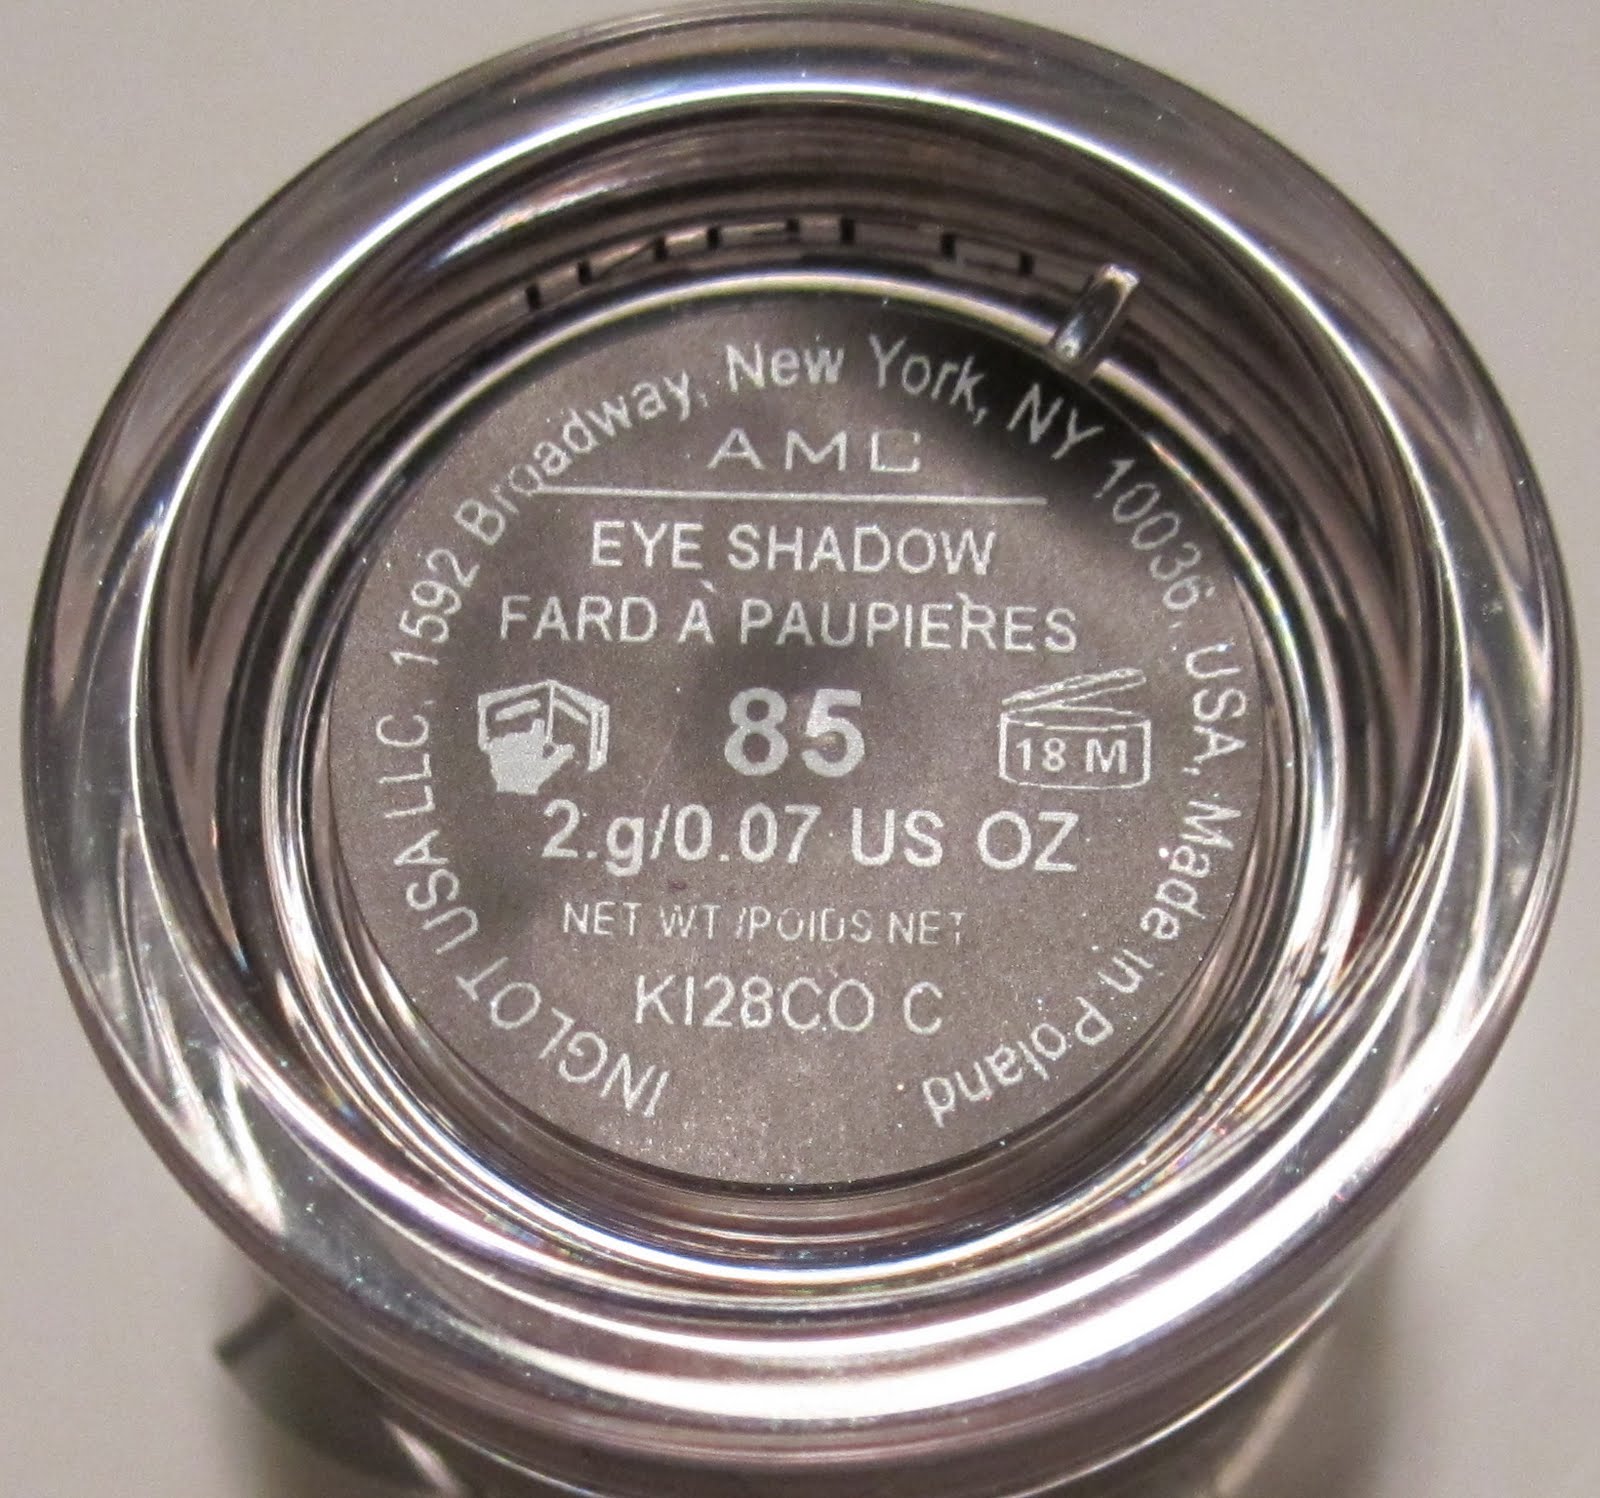 INGLOT USA LLC, 1592 Broadway, New York, NY 10036, USA, Made in Poland
AMC
EYE SHADOW
FARD À PAUPIÈRES
85
18 M
2.g/0.07 US OZ
NET WT /POIDS NET
KI28CO C